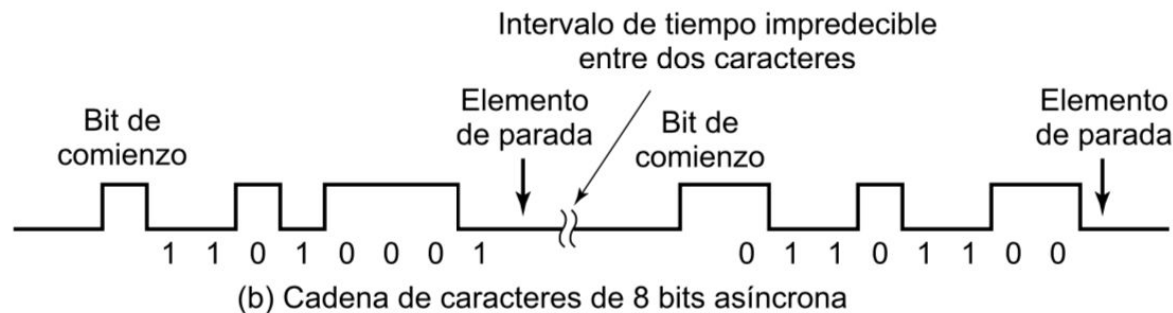 Intervalo de tiempo impredecible
entre dos caracteres
Elemento
de parada
Elemento
de parada
Bit de
comienzo
Bit de
comienzo
1 1 0 1 0 0 0 1
0 1 1 0 1 1 0 0
(b) Cadena de caracteres de 8 bits asíncrona